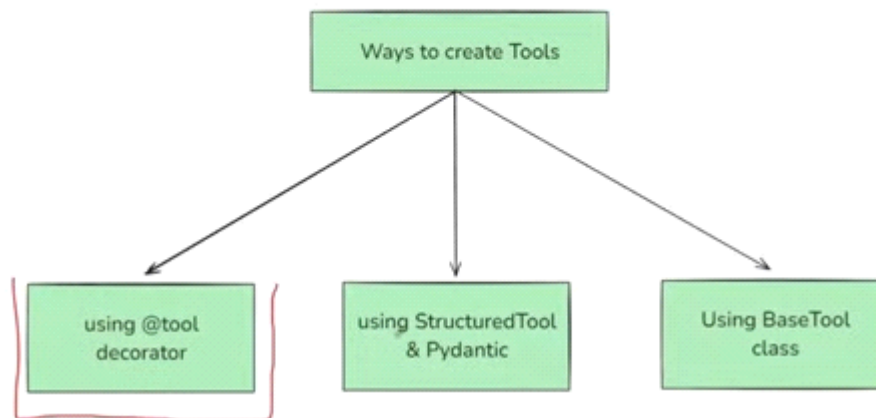 Ways to create Tools
using @tool
decorator
using StructuredTool
& Pydantic
Using BaseTool
class